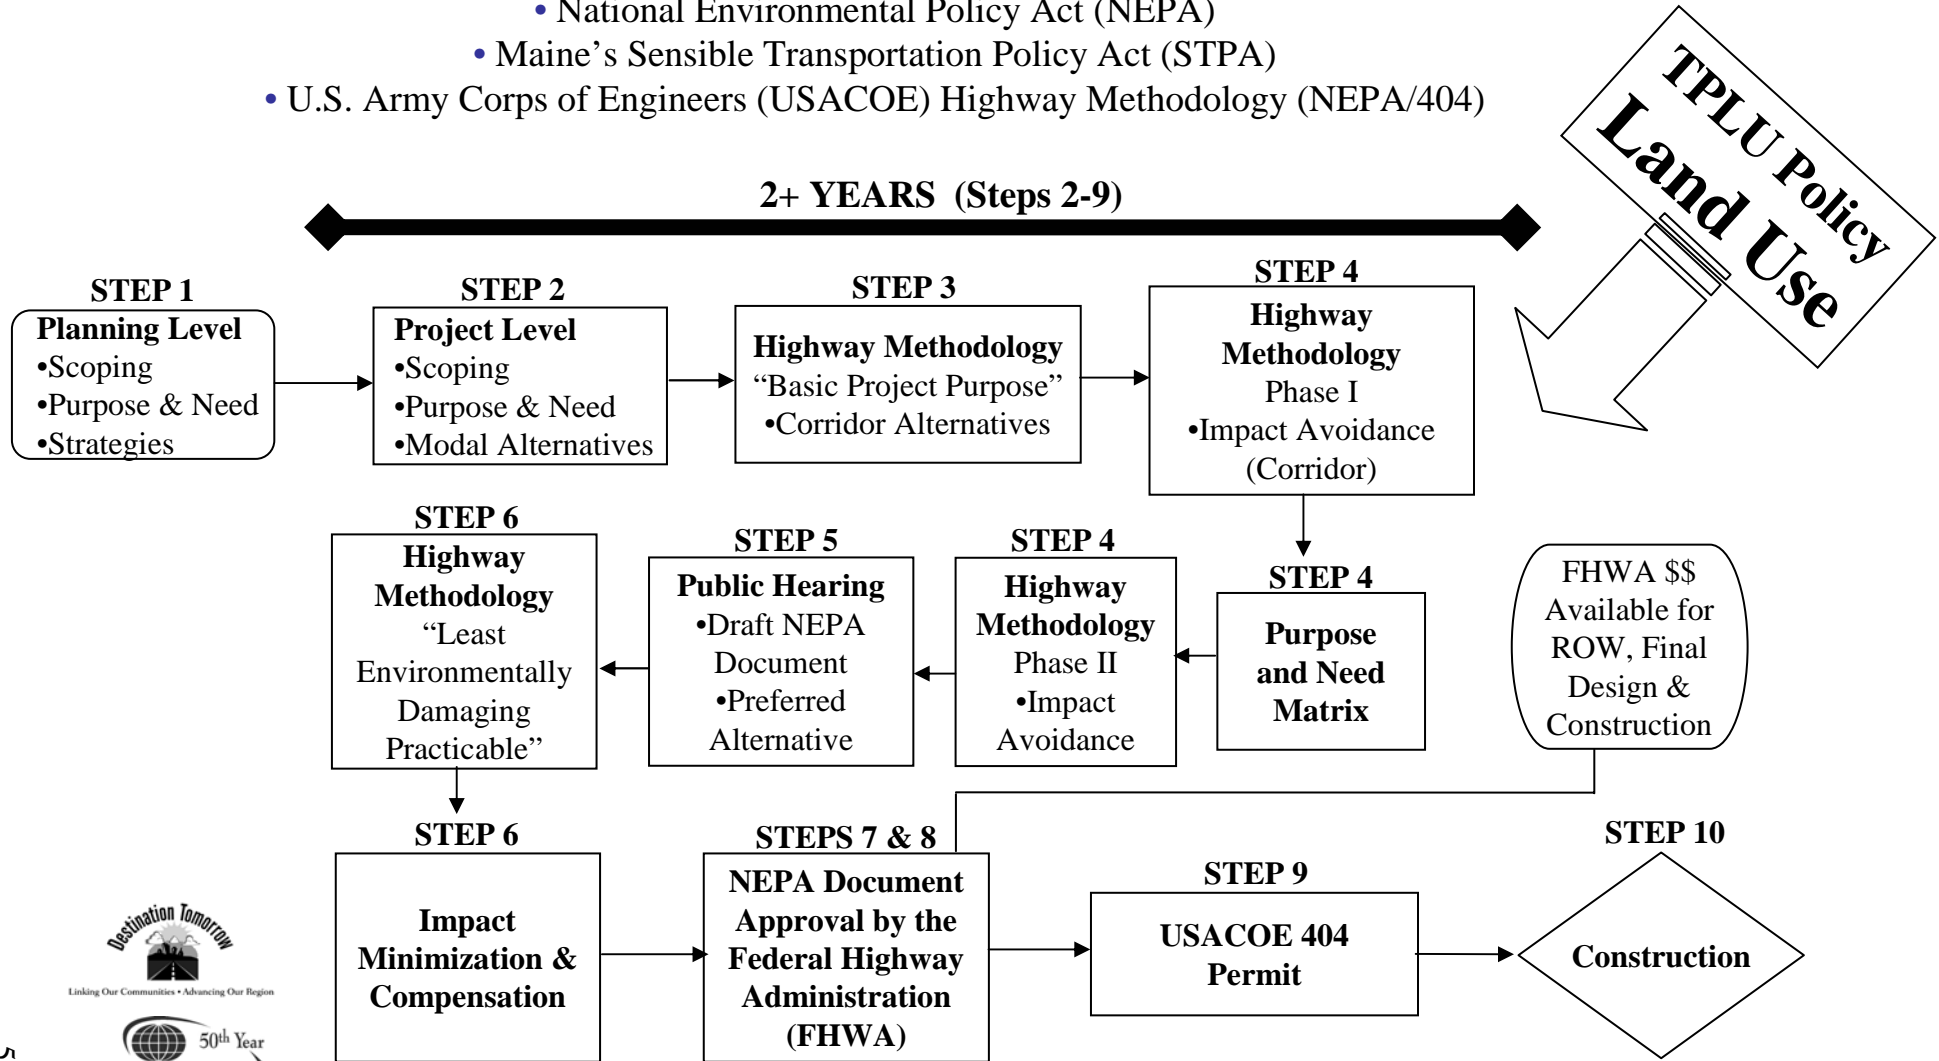 • National Environmental Policy Act (NEPA)
• Maine's Sensible Transportation Policy Act (STPA)
• U.S. Army Corps of Engineers (USACOE) Highway Methodology (NEPA/404)
TPLU Policy
Land Use
2+ YEARS (Steps 2-9)
STEP 1
Planning Level
•Scoping
•Purpose & Need
•Strategies
STEP 2
Project Level
•Scoping
•Purpose & Need
•Modal Alternatives
STEP 3
Highway Methodology
“Basic Project Purpose”
•Corridor Alternatives
STEP 4
Highway
Methodology
Phase I
•Impact Avoidance
(Corridor)
STEP 4
Purpose
and Need
Matrix
STEP 4
Highway
Methodology
Phase II
•Impact
Avoidance
STEP 5
Public Hearing
•Draft NEPA
Document
•Preferred
Alternative
STEP 6
Highway
Methodology
“Least
Environmentally
Damaging
Practicable”
FHWA $$
Available for
ROW, Final
Design &
Construction
STEP 6
Impact
Minimization &
Compensation
STEPS 7 & 8
NEPA Document
Approval by the
Federal Highway
Administration
(FHWA)
STEP 9
USACOE 404
Permit
STEP 10
Construction
Destination Tomorrow
Linking Our Communities • Advancing Our Region
50th Year